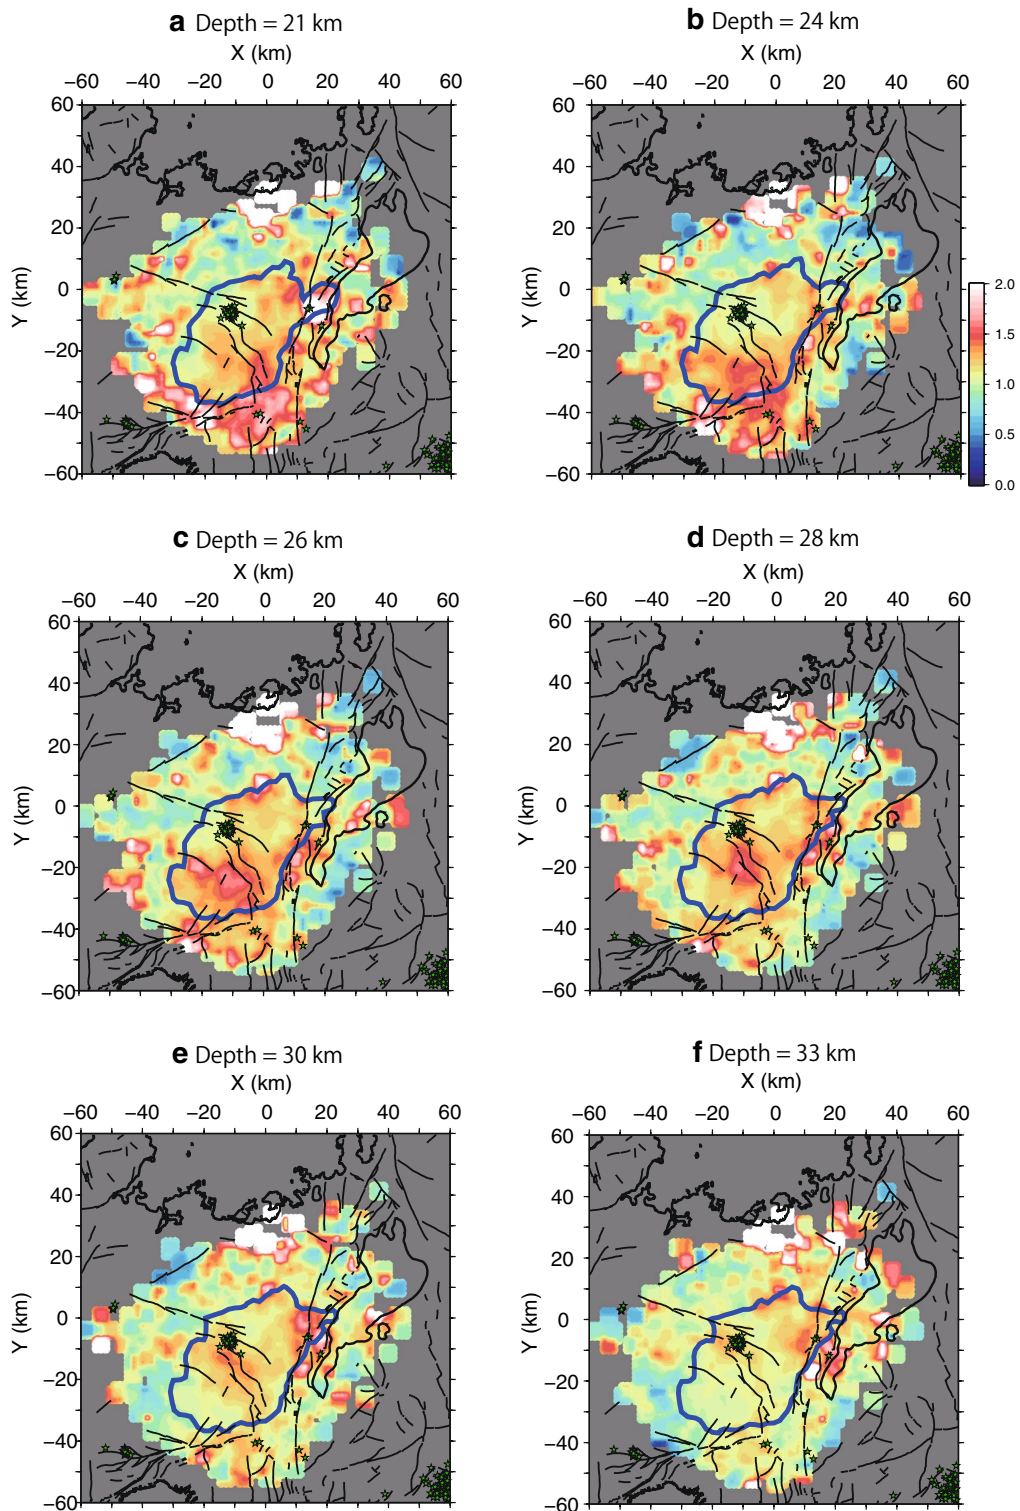 a Depth = 21 km
X (km)
−60 −40 −20 0 20 40 60
60
40
20
0
−20
−40
−60
Y (km)
b Depth = 24 km
X (km)
−60 −40 −20 0 20 40 60
60
40
20
0
−20
−40
−60
Y (km)
2.0
1.5
1.0
0.5
0.0
c Depth = 26 km
X (km)
−60 −40 −20 0 20 40 60
60
40
20
0
−20
−40
−60
Y (km)
d Depth = 28 km
X (km)
−60 −40 −20 0 20 40 60
60
40
20
0
−20
−40
−60
Y (km)
e Depth = 30 km
X (km)
−60 −40 −20 0 20 40 60
60
40
20
0
−20
−40
−60
Y (km)
f Depth = 33 km
X (km)
−60 −40 −20 0 20 40 60
60
40
20
0
−20
−40
−60
Y (km)